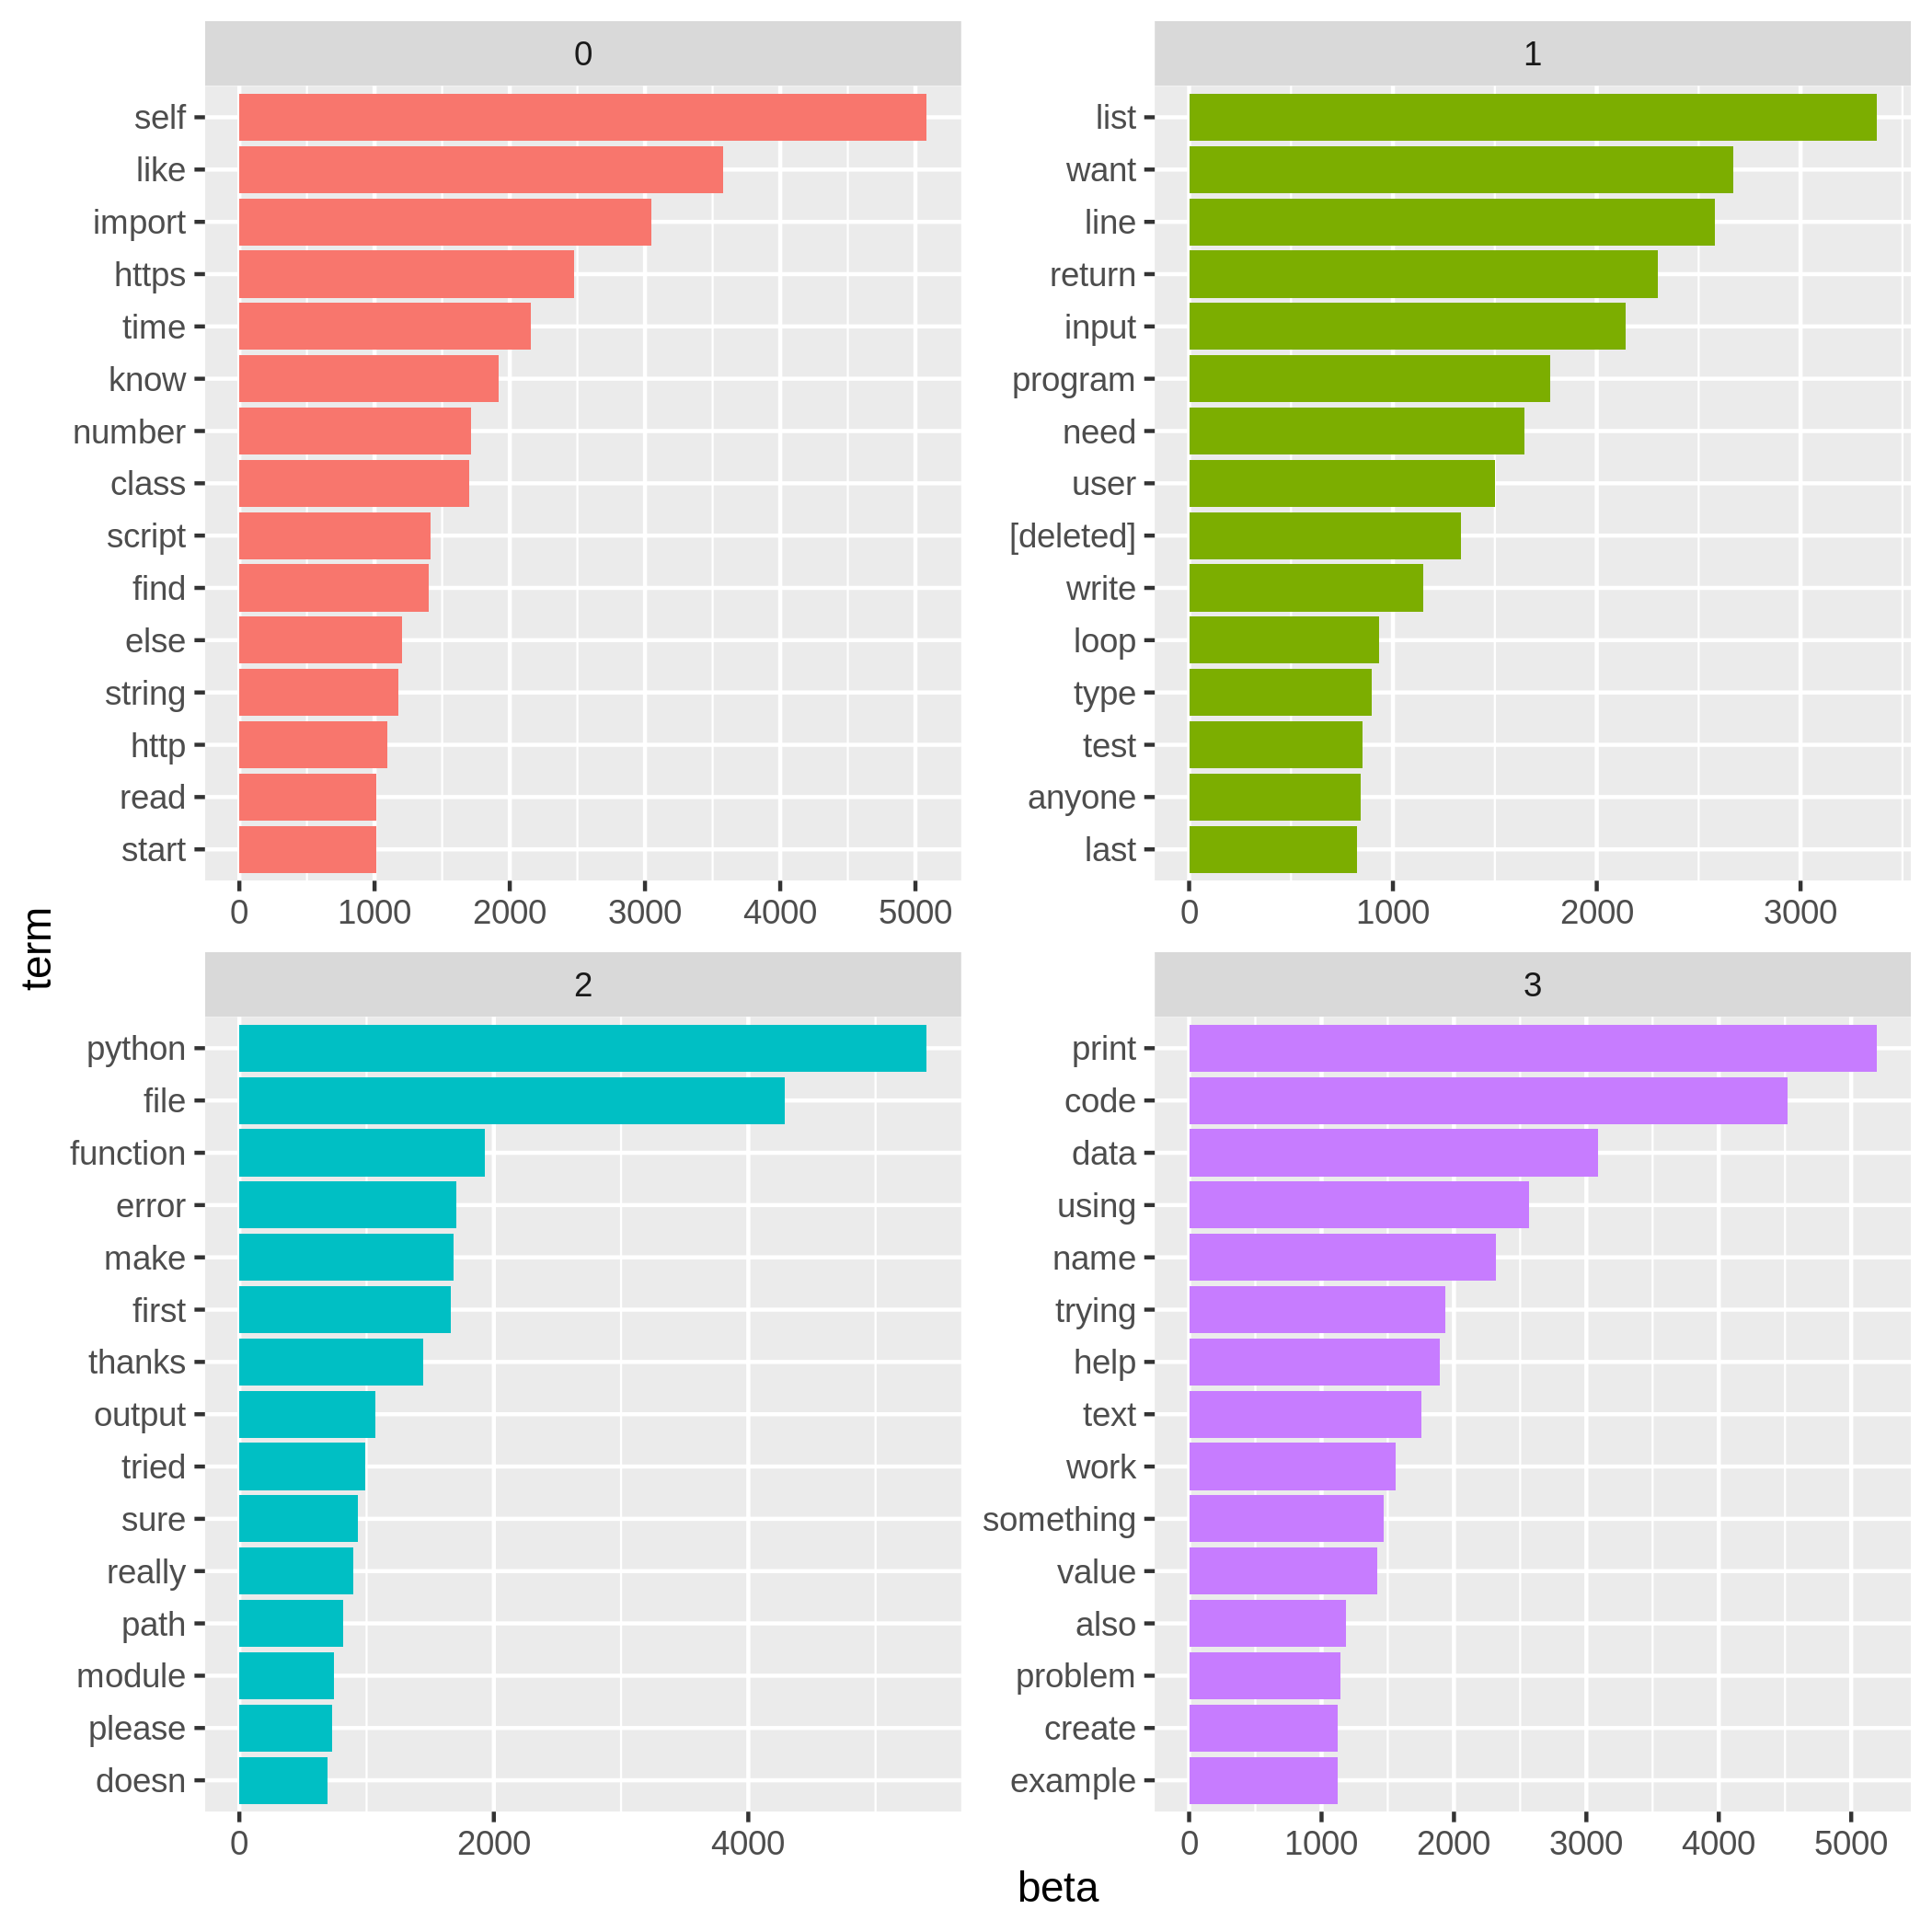 0
self
like
import
https
time
know
number
class
script
find
else
string
http
read
start
0 1000 2000 3000 4000 5000
1
list
want
line
return
input
program
need
user
[deleted]
write
loop
type
test
anyone
last
0 1000 2000 3000
term
2
python
file
function
error
make
first
thanks
output
tried
sure
really
path
module
please
doesn
0 2000 4000
3
print
code
data
using
name
trying
help
text
work
something
value
also
problem
create
example
0 1000 2000 3000 4000 5000
beta